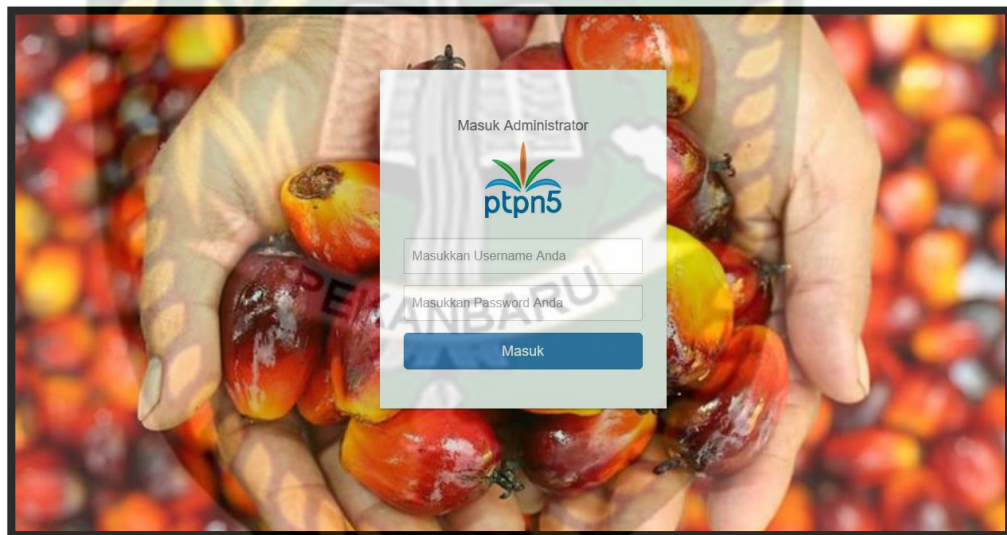 Masuk Administrator
ptpn5
Masukkan Username Anda
PEKANBARU
Masukkan Password Anda
Masuk